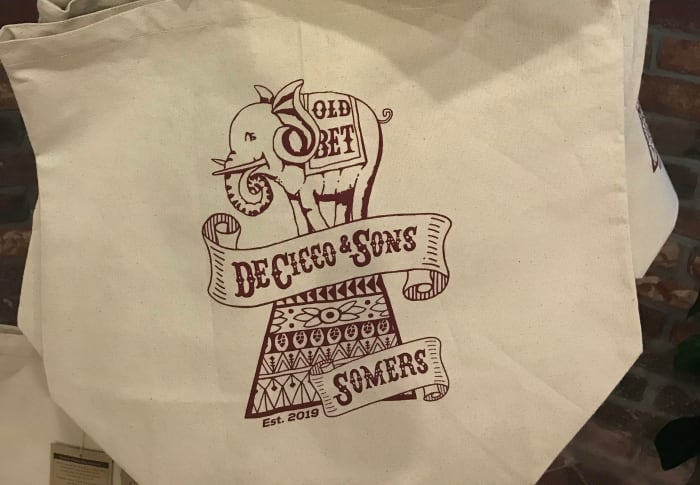 OLD
BET
DECICCO & SONS
SOMERS
Est. 2019